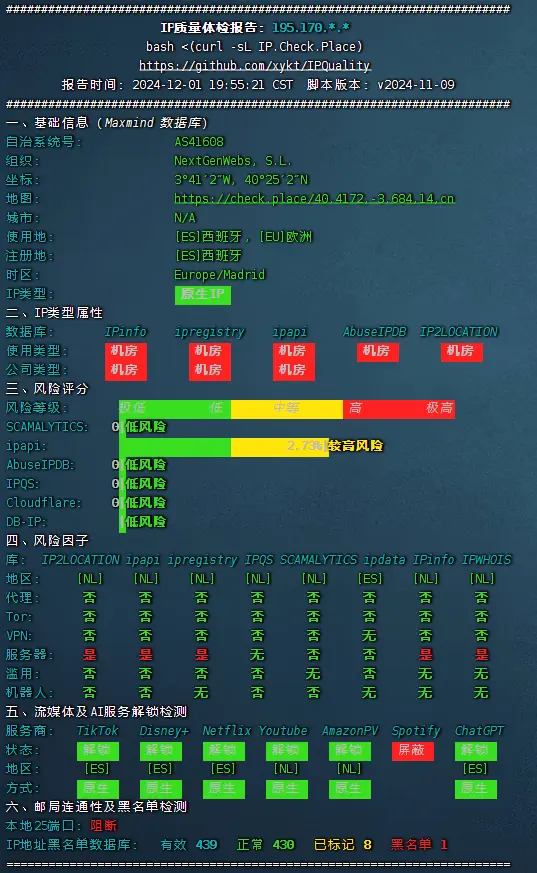 ########################################################################
IP质量体检报告：195.170.*.*
bash <(curl -sL IP.Check.Place)
https://github.com/xykt/IPQuality
报告时间：2024-12-01 19:55:21 CST 脚本版本：v2024-11-09
########################################################################
一、基础信息（Maxmind 数据库）
自治系统号： AS41608
组织： NextGenWebs, S.L.
坐标： 3°41′2″W, 40°25′2″N
地图： https://check.place/40.4172,-3.684,14,cn
城市： N/A
使用地： [ES]西班牙, [EU]欧洲
注册地： [ES]西班牙
时区： Europe/Madrid
IP类型： 原生IP
二、IP类型属性
数据库： IPinfo ipregistry ipapi AbuseIPDB IP2LOCATION
使用类型： 机房 机房 机房 机房 机房
公司类型： 机房 机房 机房
三、风险评分
风险等级： 极低 低 中等 高 极高
SCAMALYTICS: 0|低风险
ipapi: 2.73%|较高风险
AbuseIPDB: 0|低风险
IPQS: 0|低风险
Cloudflare: 0|低风险
DB-IP: |低风险
四、风险因子
库： IP2LOCATION ipapi ipregistry IPQS SCAMALYTICS ipdata IPinfo IPWHOIS
地区： [NL] [NL] [NL] [NL] [NL] [ES] [NL] [NL]
代理： 否 否 否 否 否 否 否 否
Tor: 否 否 否 否 否 否 否 否
VPN: 否 否 否 否 否 无 否 否
服务器： 是 是 是 无 否 否 是 是
滥用： 否 否 否 否 无 否 无 无
机器人： 否 否 无 否 否 无 无 无
五、流媒体及AI服务解锁检测
服务商： TikTok Disney+ Netflix Youtube AmazonPV Spotify ChatGPT
状态： 解锁 解锁 解锁 解锁 解锁 屏蔽 解锁
地区： [ES] [ES] [ES] [NL] [NL] [ES]
方式： 原生 原生 原生 原生 原生 原生
六、邮局连通性及黑名单检测
本地25端口：阻断
IP地址黑名单数据库： 有效 439 正常 430 已标记 8 黑名单 1
========================================================================